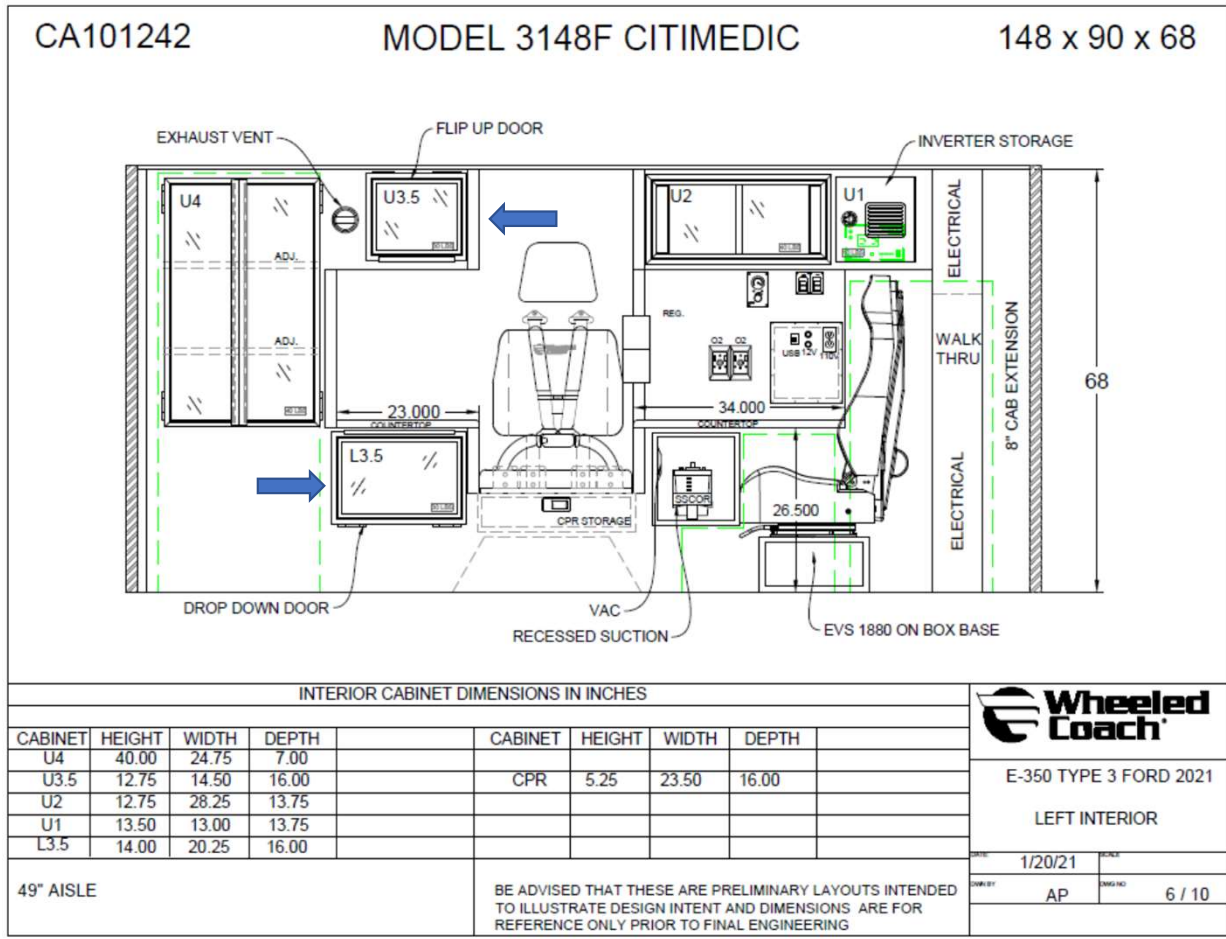 CA101242
MODEL 3148F CITIMEDIC
148 x 90 x 68
EXHAUST VENT
FLIP UP DOOR
INVERTER STORAGE
U4
U3.5
U2
U1
ELECTRICAL
ADJ.
ADJ.
REG.
O2 O2
USB 12V 110V
WALK
THRU
8" CAB EXTENSION
68
23.000
COUNTERTOP
34.000
COUNTERTOP
L3.5
SSCOR
CPR STORAGE
26.500
ELECTRICAL
DROP DOWN DOOR
VAC
RECESSED SUCTION
EVS 1880 ON BOX BASE
INTERIOR CABINET DIMENSIONS IN INCHES
CABINET HEIGHT WIDTH DEPTH
U4 40.00 24.75 7.00
U3.5 12.75 14.50 16.00
U2 12.75 28.25 13.75
U1 13.50 13.00 13.75
L3.5 14.00 20.25 16.00
CABINET HEIGHT WIDTH DEPTH
CPR 5.25 23.50 16.00
Wheeled
Coach
E-350 TYPE 3 FORD 2021
LEFT INTERIOR
DATE: 1/20/21 SCALE
DWN BY AP DWG NO 6 / 10
49" AISLE
BE ADVISED THAT THESE ARE PRELIMINARY LAYOUTS INTENDED
TO ILLUSTRATE DESIGN INTENT AND DIMENSIONS ARE FOR
REFERENCE ONLY PRIOR TO FINAL ENGINEERING